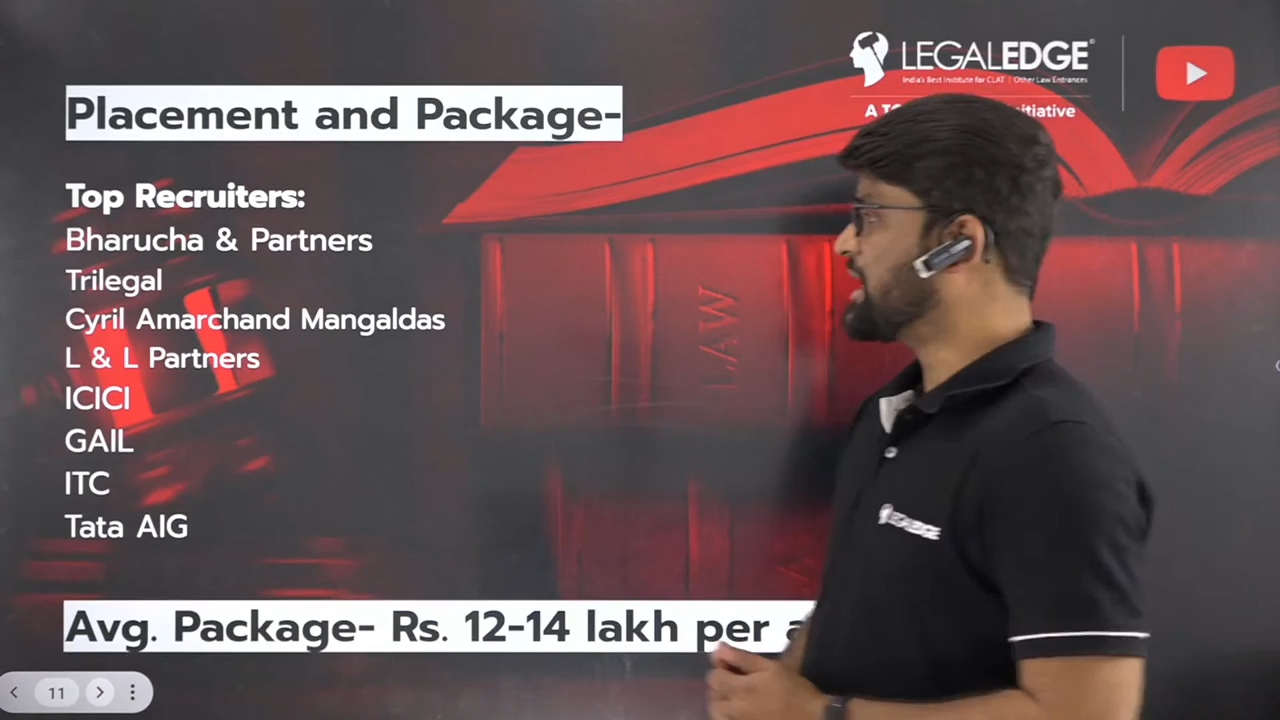 LEGALEDGE
India's Best Institute for CLAT | Other Law Entrances
Placement and Package-
Top Recruiters:
Bharucha & Partners
Trilegal
Cyril Amarchand Mangaldas
L & L Partners
ICICI
GAIL
ITC
Tata AIG
LAW
LEGALEDGE
Avg. Package- Rs. 12-14 lakh per
11